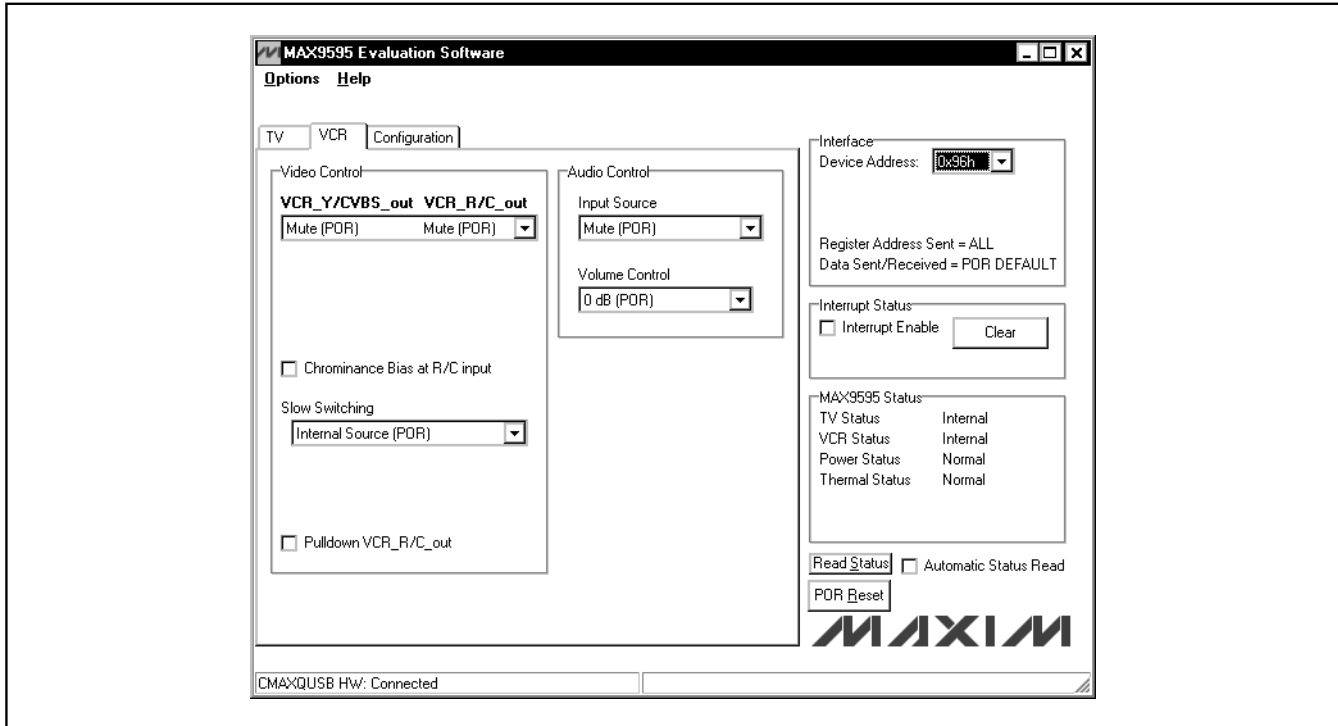 MAX9595 Evaluation Software
Options Help
TV VCR Configuration
Video Control
VCR_Y/CVBS_out VCR_R/C_out
Mute (POR) Mute (POR)
Chrominance Bias at R/C input
Slow Switching
Internal Source (POR)
Pulldown VCR_R/C_out
Audio Control
Input Source
Mute (POR)
Volume Control
0 dB (POR)
Interface
Device Address: 0x96h
Register Address Sent = ALL
Data Sent/Received = POR DEFAULT
Interrupt Status
Interrupt Enable Clear
MAX9595 Status
TV Status Internal
VCR Status Internal
Power Status Normal
Thermal Status Normal
Read Status Automatic Status Read
POR Reset
MAXIM
CMAXQUSB HW: Connected